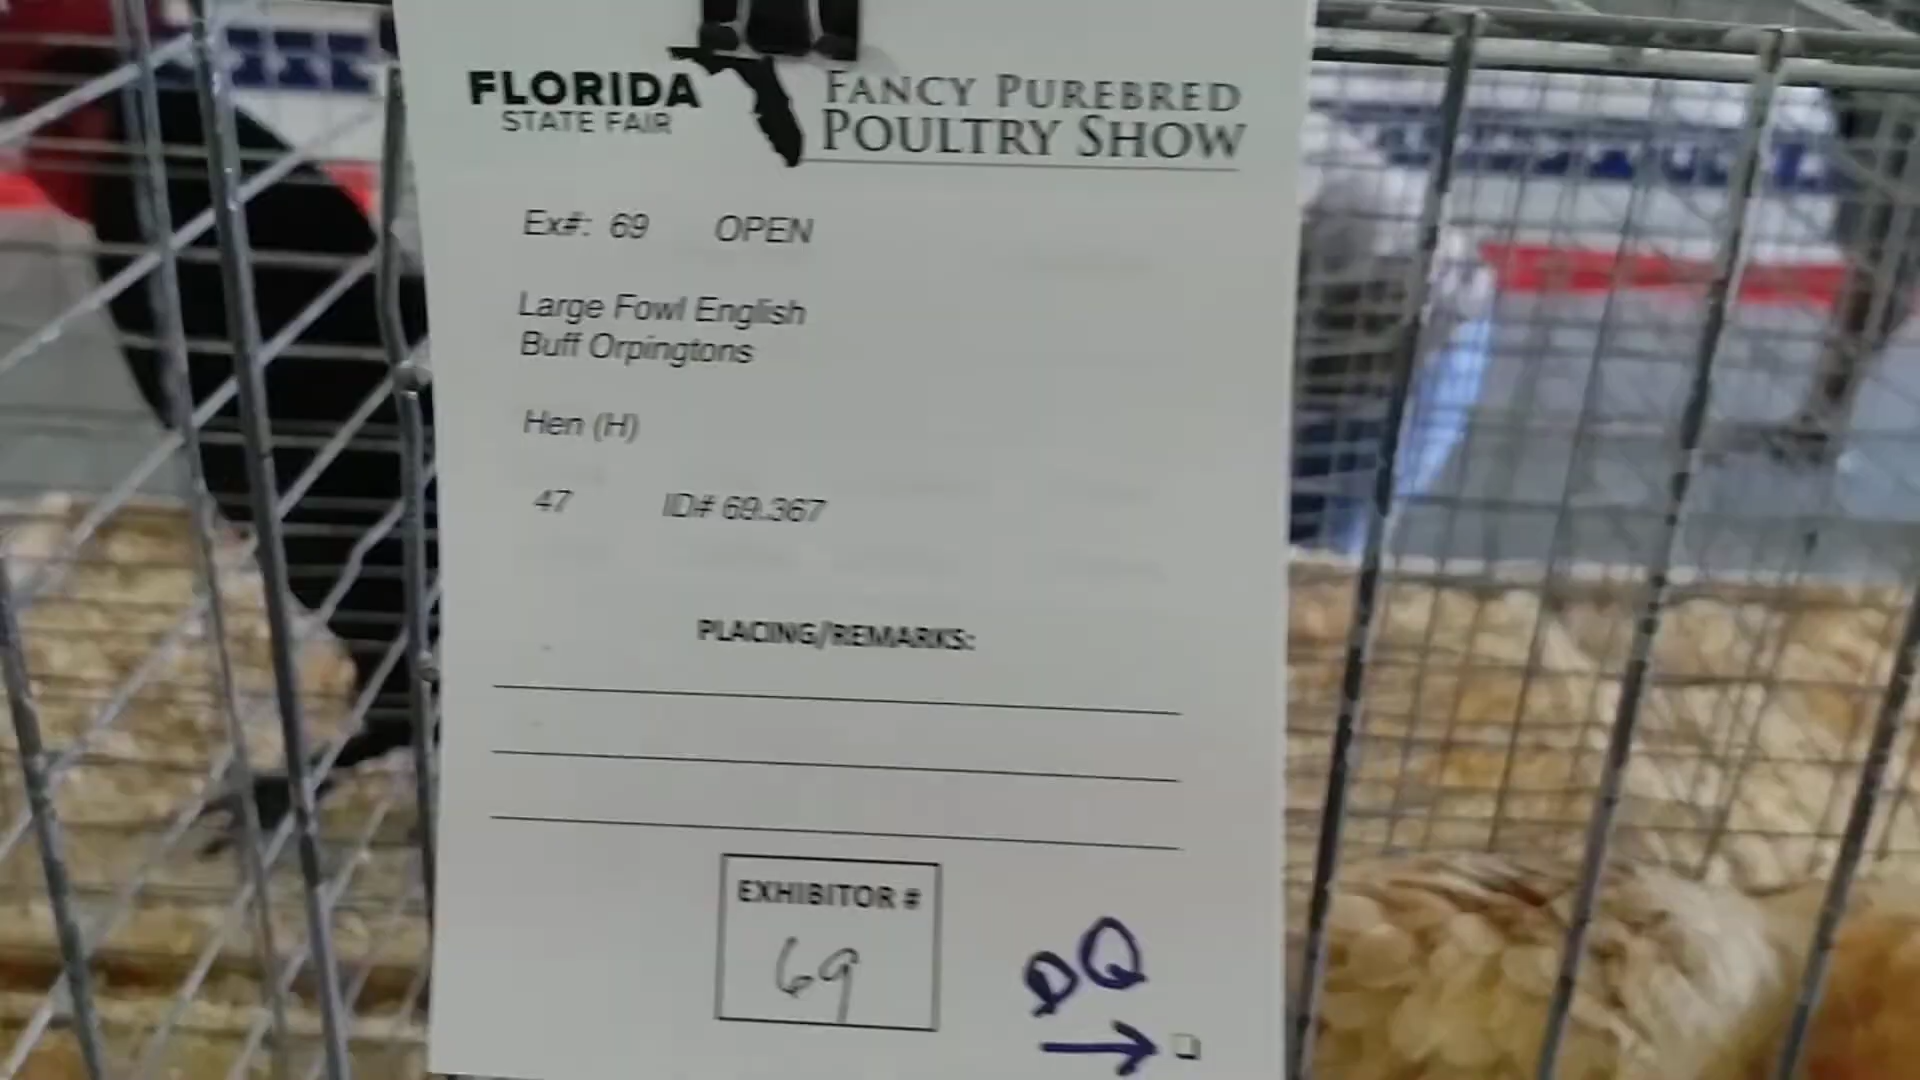 FLORIDA
STATE FAIR
FANCY PUREBRED
POULTRY SHOW
Ex#: 69 OPEN
Large Fowl English
Buff Orpingtons
Hen (H)
47 ID# 69.367
PLACING/REMARKS:
EXHIBITOR #
69
DQ